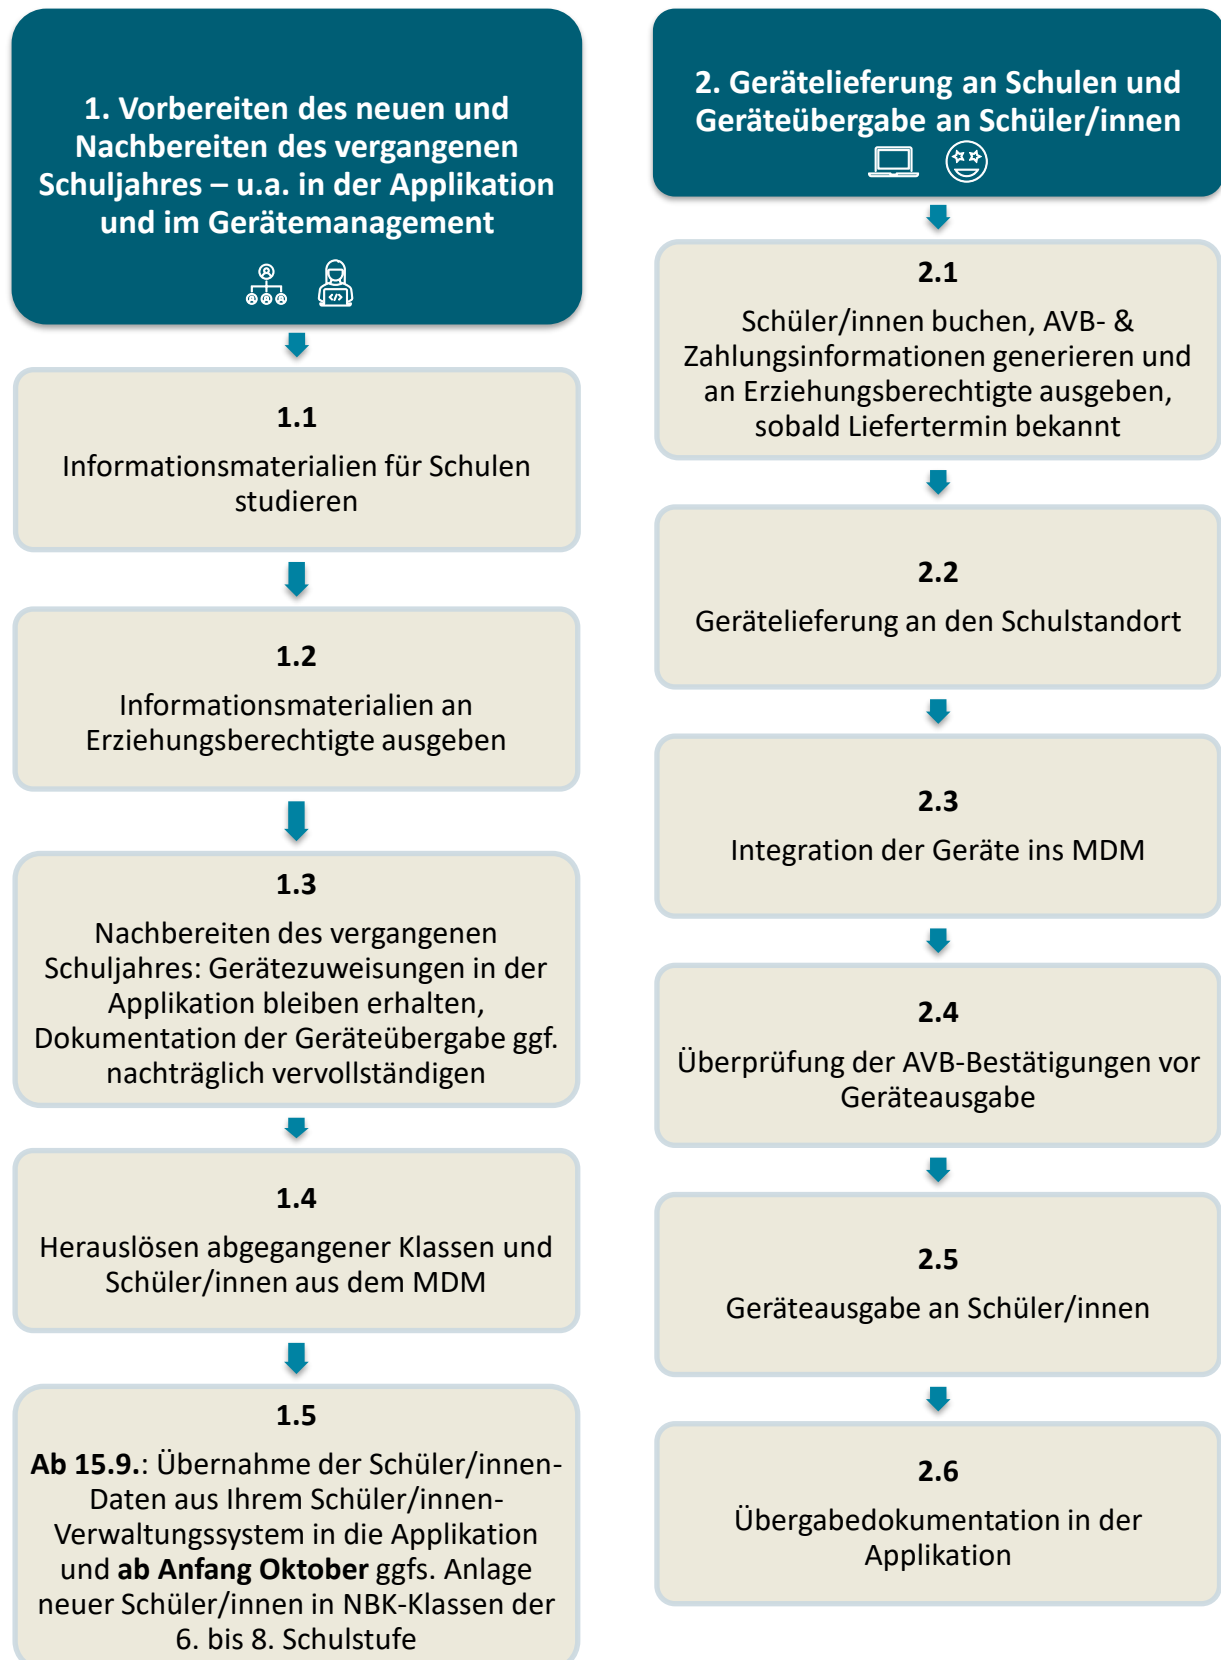 1. Vorbereiten des neuen und
Nachbereiten des vergangenen
Schuljahres – u.a. in der Applikation
und im Gerätemanagement
1.1
Informationsmaterialien für Schulen
studieren
1.2
Informationsmaterialien an
Erziehungsberechtigte ausgeben
1.3
Nachbereiten des vergangenen
Schuljahres: Gerätezuweisungen in der
Applikation bleiben erhalten,
Dokumentation der Geräteübergabe ggf.
nachträglich vervollständigen
1.4
Herauslösen abgegangener Klassen und
Schüler/innen aus dem MDM
1.5
Ab 15.9.: Übernahme der Schüler/innen-
Daten aus Ihrem Schüler/innen-
Verwaltungssystem in die Applikation
und ab Anfang Oktober ggfs. Anlage
neuer Schüler/innen in NBK-Klassen der
6. bis 8. Schulstufe
2. Gerätelieferung an Schulen und
Geräteübergabe an Schüler/innen
2.1
Schüler/innen buchen, AVB- &
Zahlungsinformationen generieren und
an Erziehungsberechtigte ausgeben,
sobald Liefertermin bekannt
2.2
Gerätelieferung an den Schulstandort
2.3
Integration der Geräte ins MDM
2.4
Überprüfung der AVB-Bestätigungen vor
Geräteausgabe
2.5
Geräteausgabe an Schüler/innen
2.6
Übergabedokumentation in der
Applikation